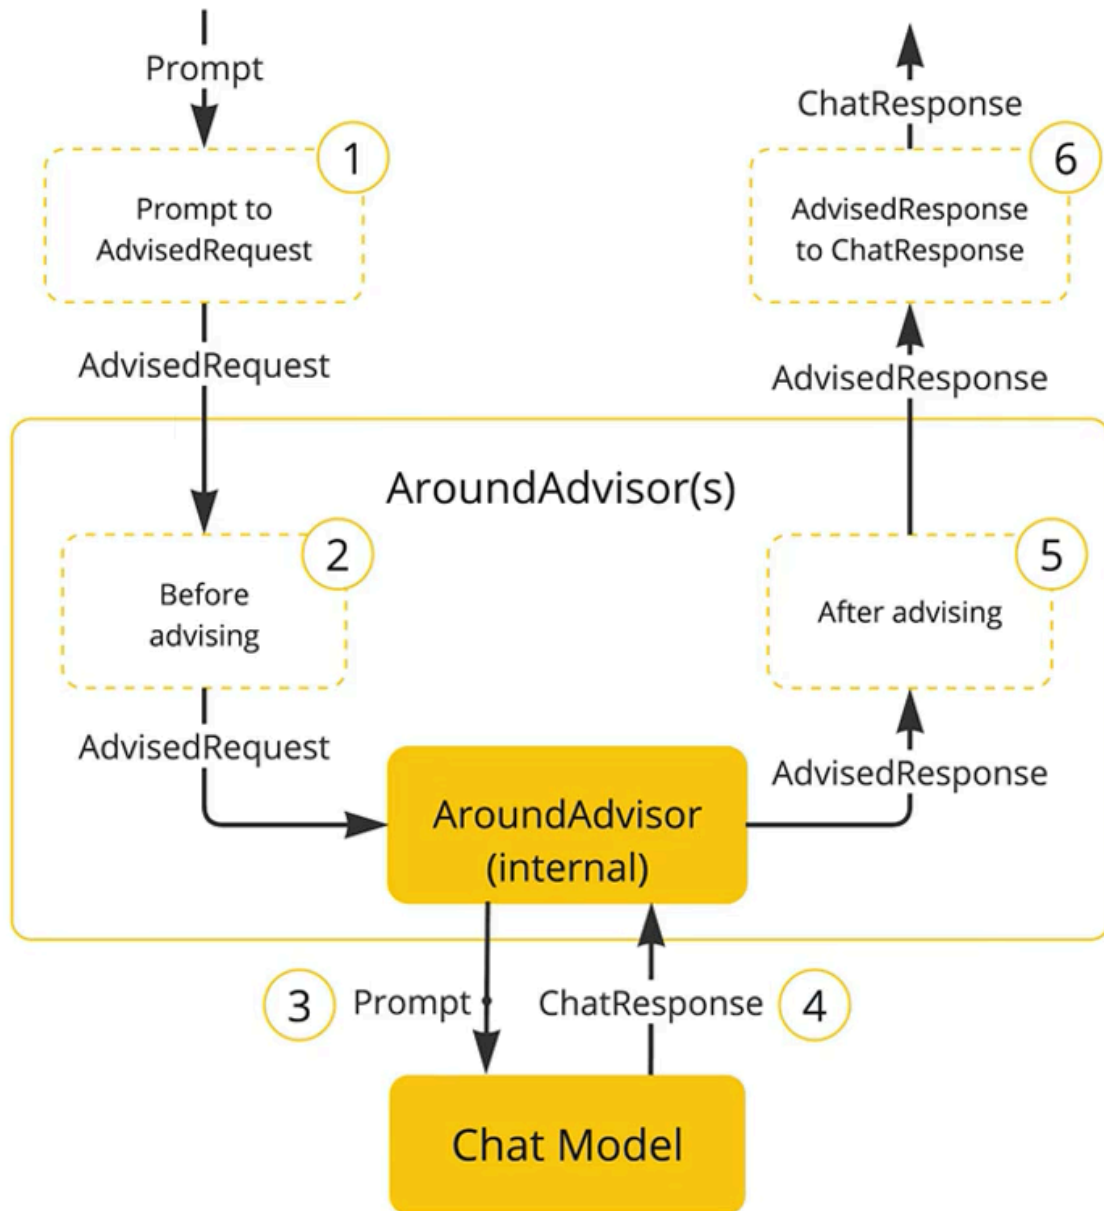 Prompt
1
Prompt to
AdvisedRequest
AdvisedRequest
ChatResponse
6
AdvisedResponse
to ChatResponse
AdvisedResponse
AroundAdvisor(s)
2
Before
advising
AdvisedRequest
5
After advising
AdvisedResponse
AroundAdvisor
(internal)
3
Prompt
ChatResponse
4
Chat Model